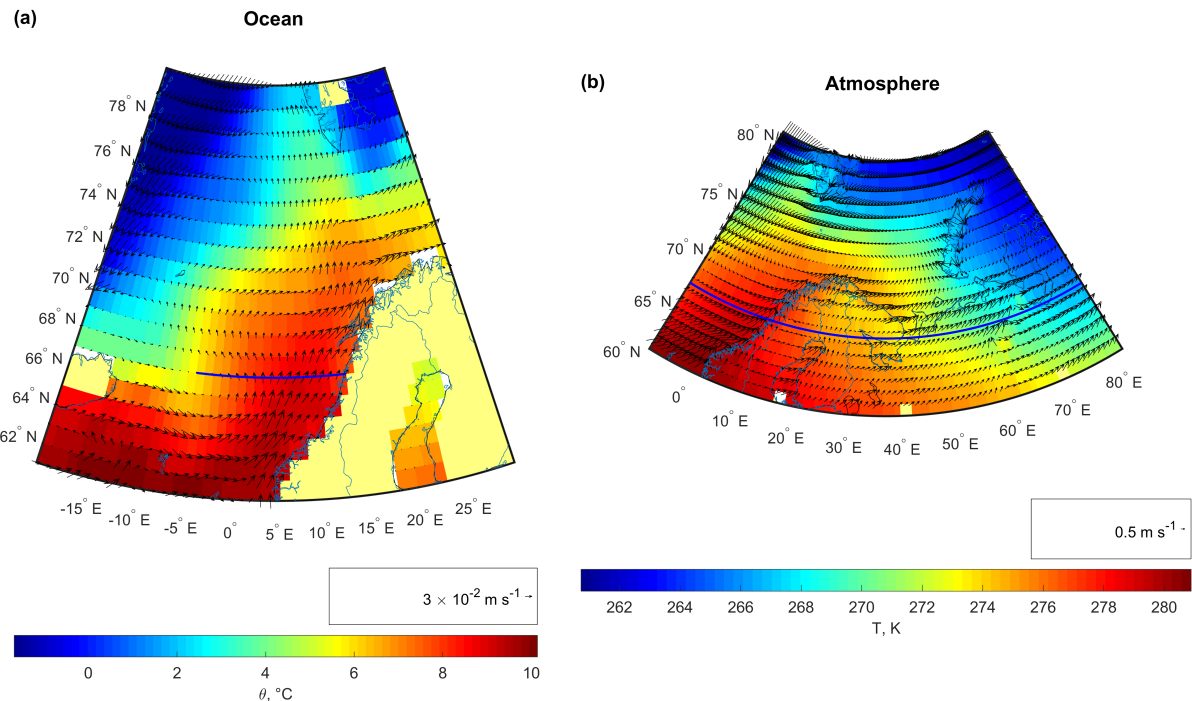 (a)
Ocean
78° N
76° N
74° N
72° N
70° N
68° N
66° N
64° N
62° N
-15° E
-10° E
-5° E
0°
5° E
10° E
15° E
20° E
25° E
3 × 10⁻² m s⁻¹
0 2 4 6 8 10
θ, °C
(b)
Atmosphere
80° N
75° N
70° N
65° N
60° N
0°
10° E
20° E
30° E
40° E
50° E
60° E
70° E
80° E
0.5 m s⁻¹
262 264 266 268 270 272 274 276 278 280
T, K